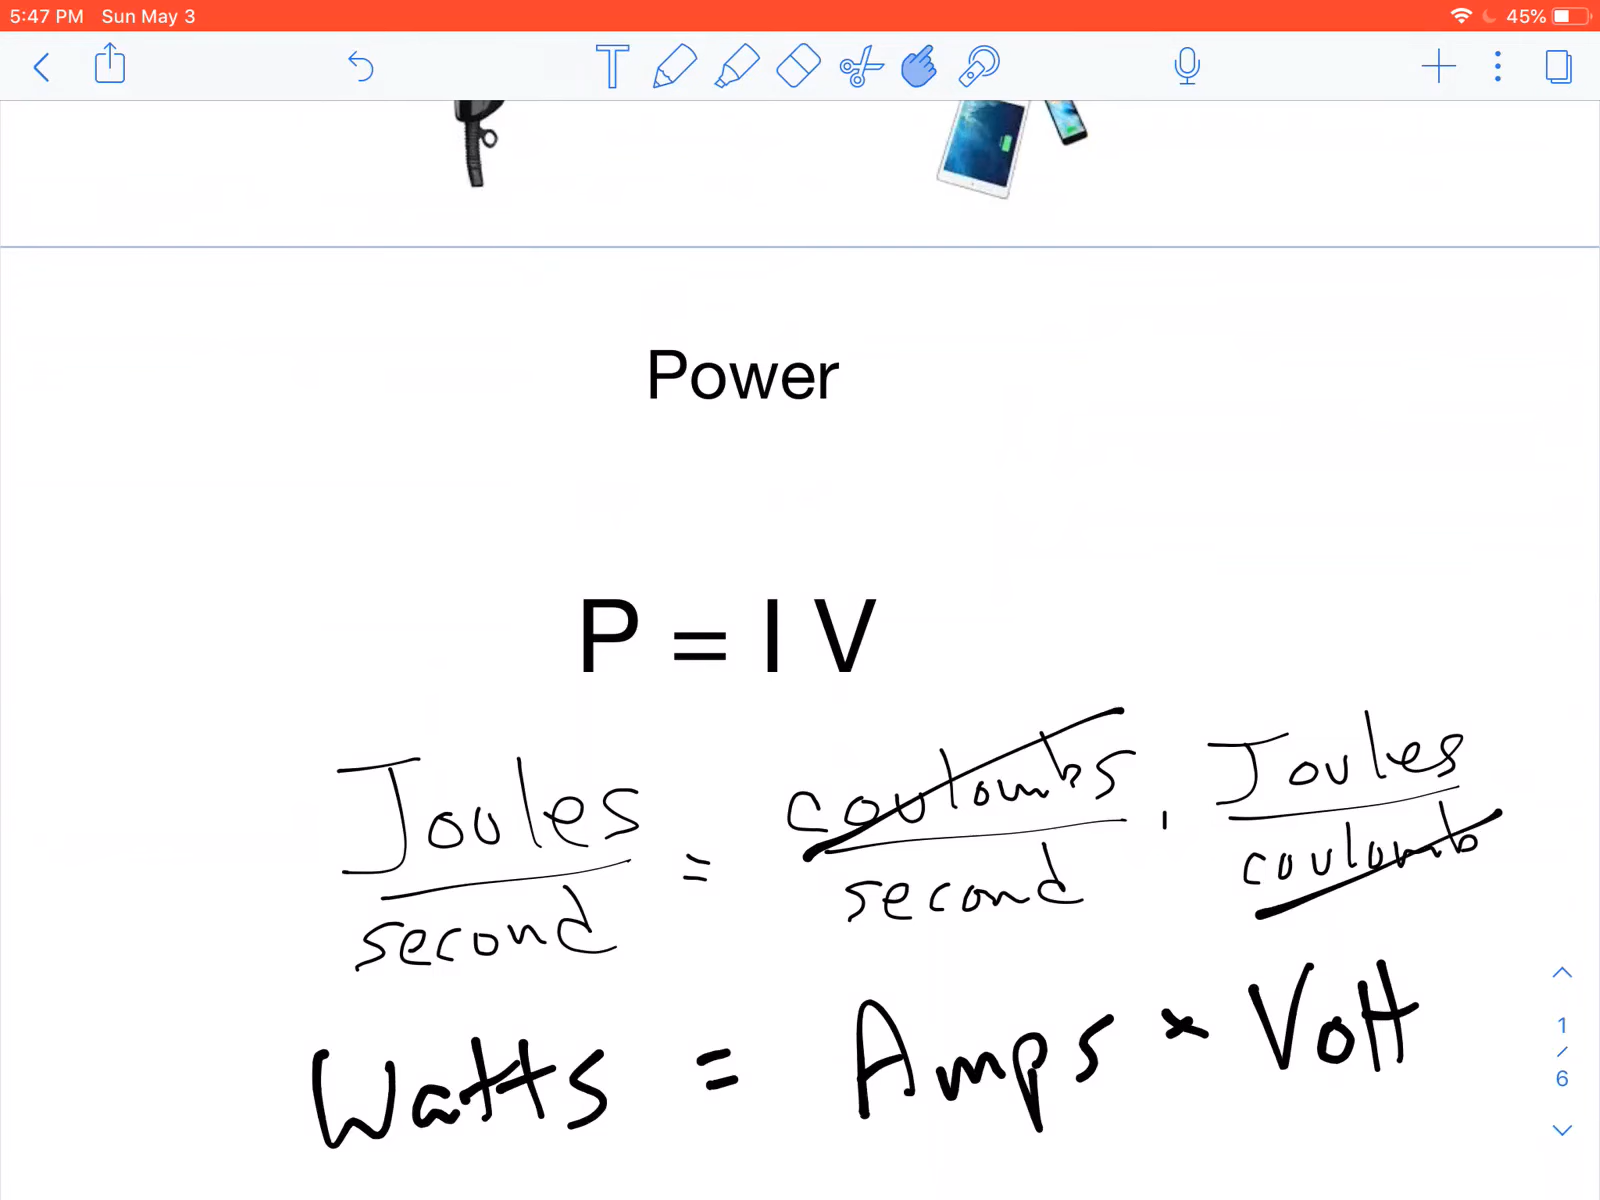 5:47 PM Sun May 3 45%
T
Power
P = I V
Joules = coulombs . Joules
second second coulomb
Watts = Amps × Volt
1
/
6